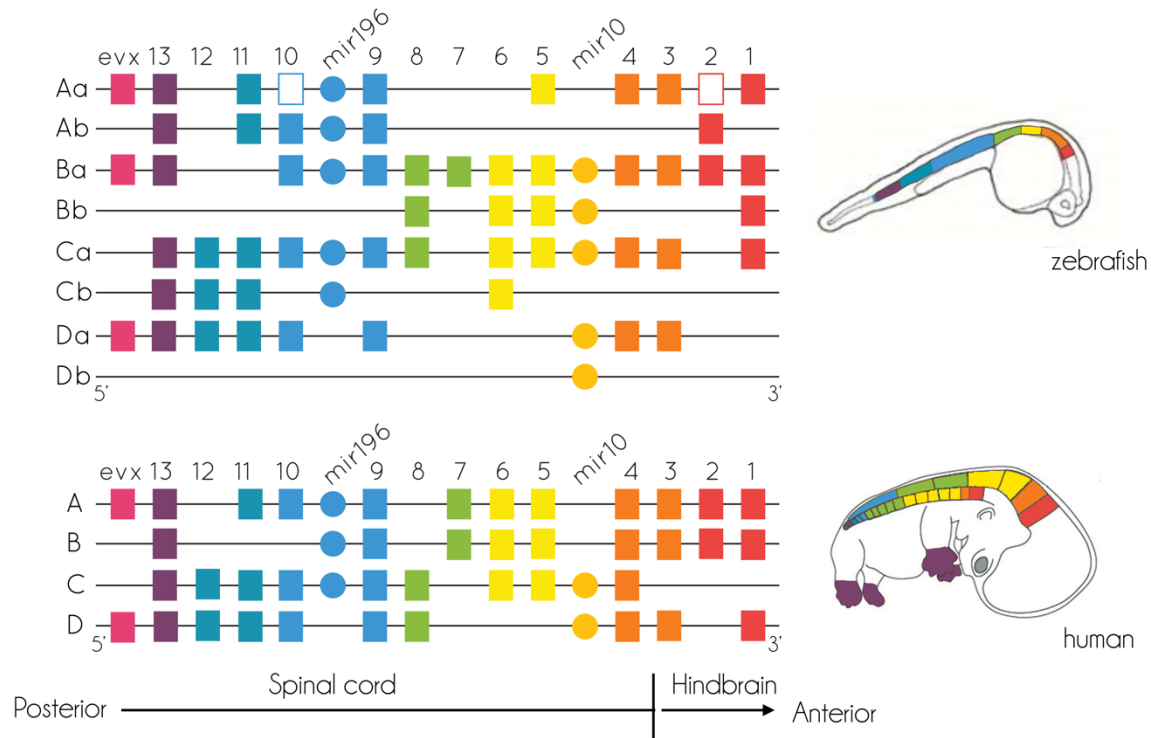 evx 13 12 11 10 mir196 9 8 7 6 5 mir10 4 3 2 1
Aa
Ab
Ba
Bb
Ca
Cb
Da
Db
5' 3'
zebrafish
evx 13 12 11 10 mir196 9 8 7 6 5 mir10 4 3 2 1
A
B
C
D
5' 3'
human
Spinal cord Hindbrain
Posterior Anterior